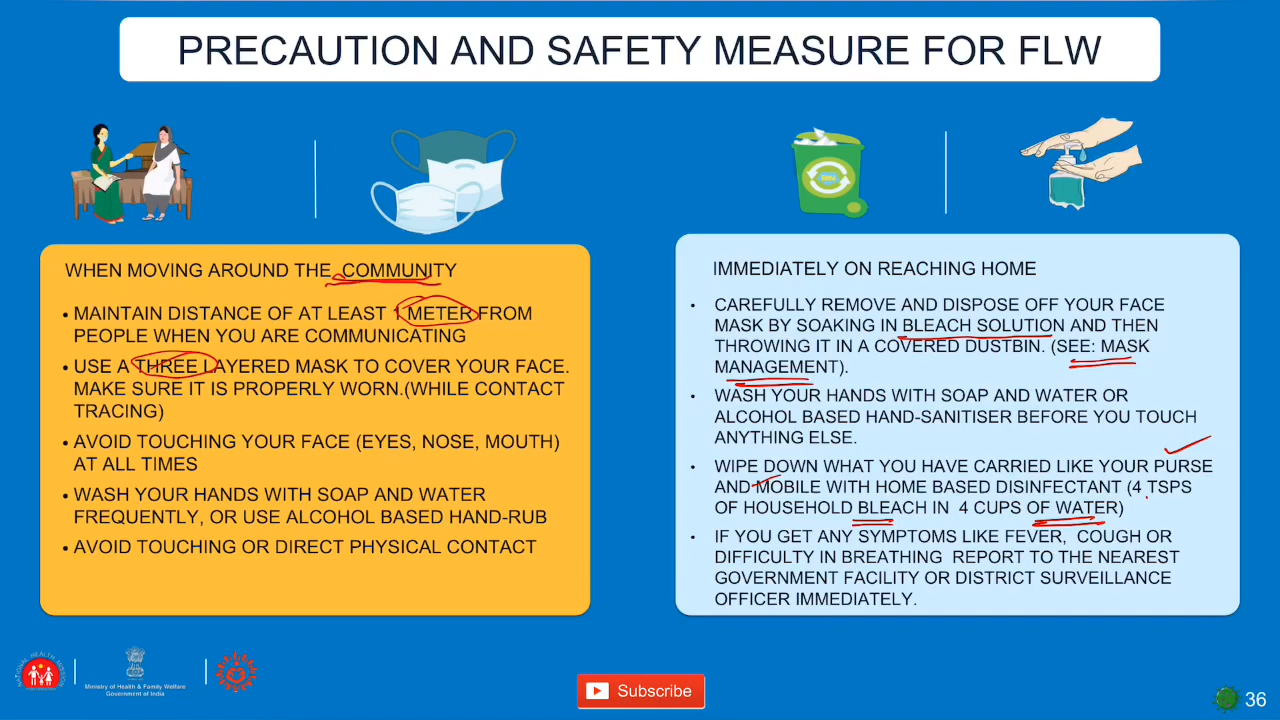 PRECAUTION AND SAFETY MEASURE FOR FLW
WHEN MOVING AROUND THE COMMUNITY
• MAINTAIN DISTANCE OF AT LEAST 1 METER FROM
PEOPLE WHEN YOU ARE COMMUNICATING
• USE A THREE LAYERED MASK TO COVER YOUR FACE.
MAKE SURE IT IS PROPERLY WORN.(WHILE CONTACT
TRACING)
• AVOID TOUCHING YOUR FACE (EYES, NOSE, MOUTH)
AT ALL TIMES
• WASH YOUR HANDS WITH SOAP AND WATER
FREQUENTLY, OR USE ALCOHOL BASED HAND-RUB
• AVOID TOUCHING OR DIRECT PHYSICAL CONTACT
IMMEDIATELY ON REACHING HOME
• CAREFULLY REMOVE AND DISPOSE OFF YOUR FACE
MASK BY SOAKING IN BLEACH SOLUTION AND THEN
THROWING IT IN A COVERED DUSTBIN. (SEE: MASK
MANAGEMENT).
• WASH YOUR HANDS WITH SOAP AND WATER OR
ALCOHOL BASED HAND-SANITISER BEFORE YOU TOUCH
ANYTHING ELSE.
• WIPE DOWN WHAT YOU HAVE CARRIED LIKE YOUR PURSE
AND MOBILE WITH HOME BASED DISINFECTANT (4 TSPS
OF HOUSEHOLD BLEACH IN 4 CUPS OF WATER)
• IF YOU GET ANY SYMPTOMS LIKE FEVER, COUGH OR
DIFFICULTY IN BREATHING REPORT TO THE NEAREST
GOVERNMENT FACILITY OR DISTRICT SURVEILLANCE
OFFICER IMMEDIATELY.
NATIONAL HEALTH MISSION
Ministry of Health & Family Welfare
Government of India
Subscribe
36